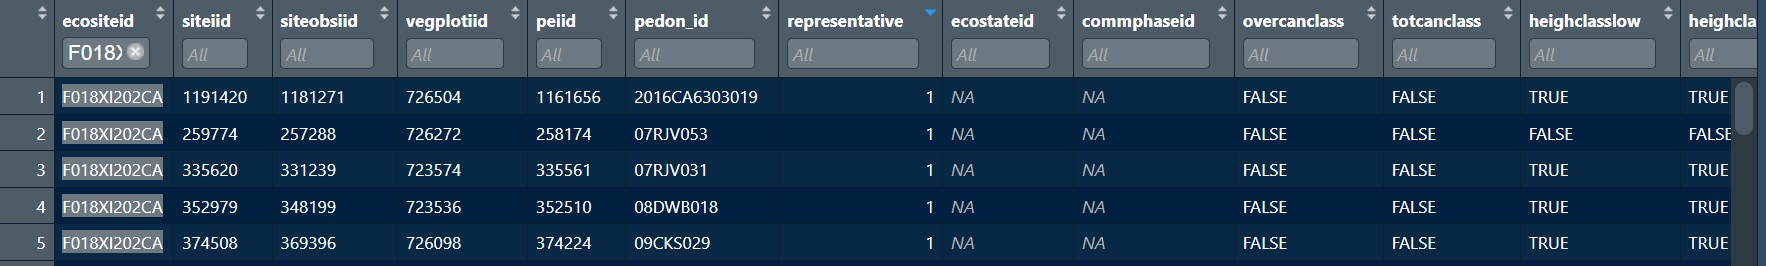 ecositeid siteiid siteobsiid vegplotiid peiid pedon_id representative ecostateid commphaseid overcanclass totcanclass heighclasslow heighcla
F018X All All All All All All All All All All All All
1 F018XI202CA 1191420 1181271 726504 1161656 2016CA6303019 1 NA NA FALSE FALSE TRUE TRUE
2 F018XI202CA 259774 257288 726272 258174 07RJV053 1 NA NA FALSE FALSE FALSE FALSE
3 F018XI202CA 335620 331239 723574 335561 07RJV031 1 NA NA FALSE FALSE TRUE TRUE
4 F018XI202CA 352979 348199 723536 352510 08DWB018 1 NA NA FALSE FALSE TRUE TRUE
5 F018XI202CA 374508 369396 726098 374224 09CKS029 1 NA NA FALSE FALSE TRUE TRUE